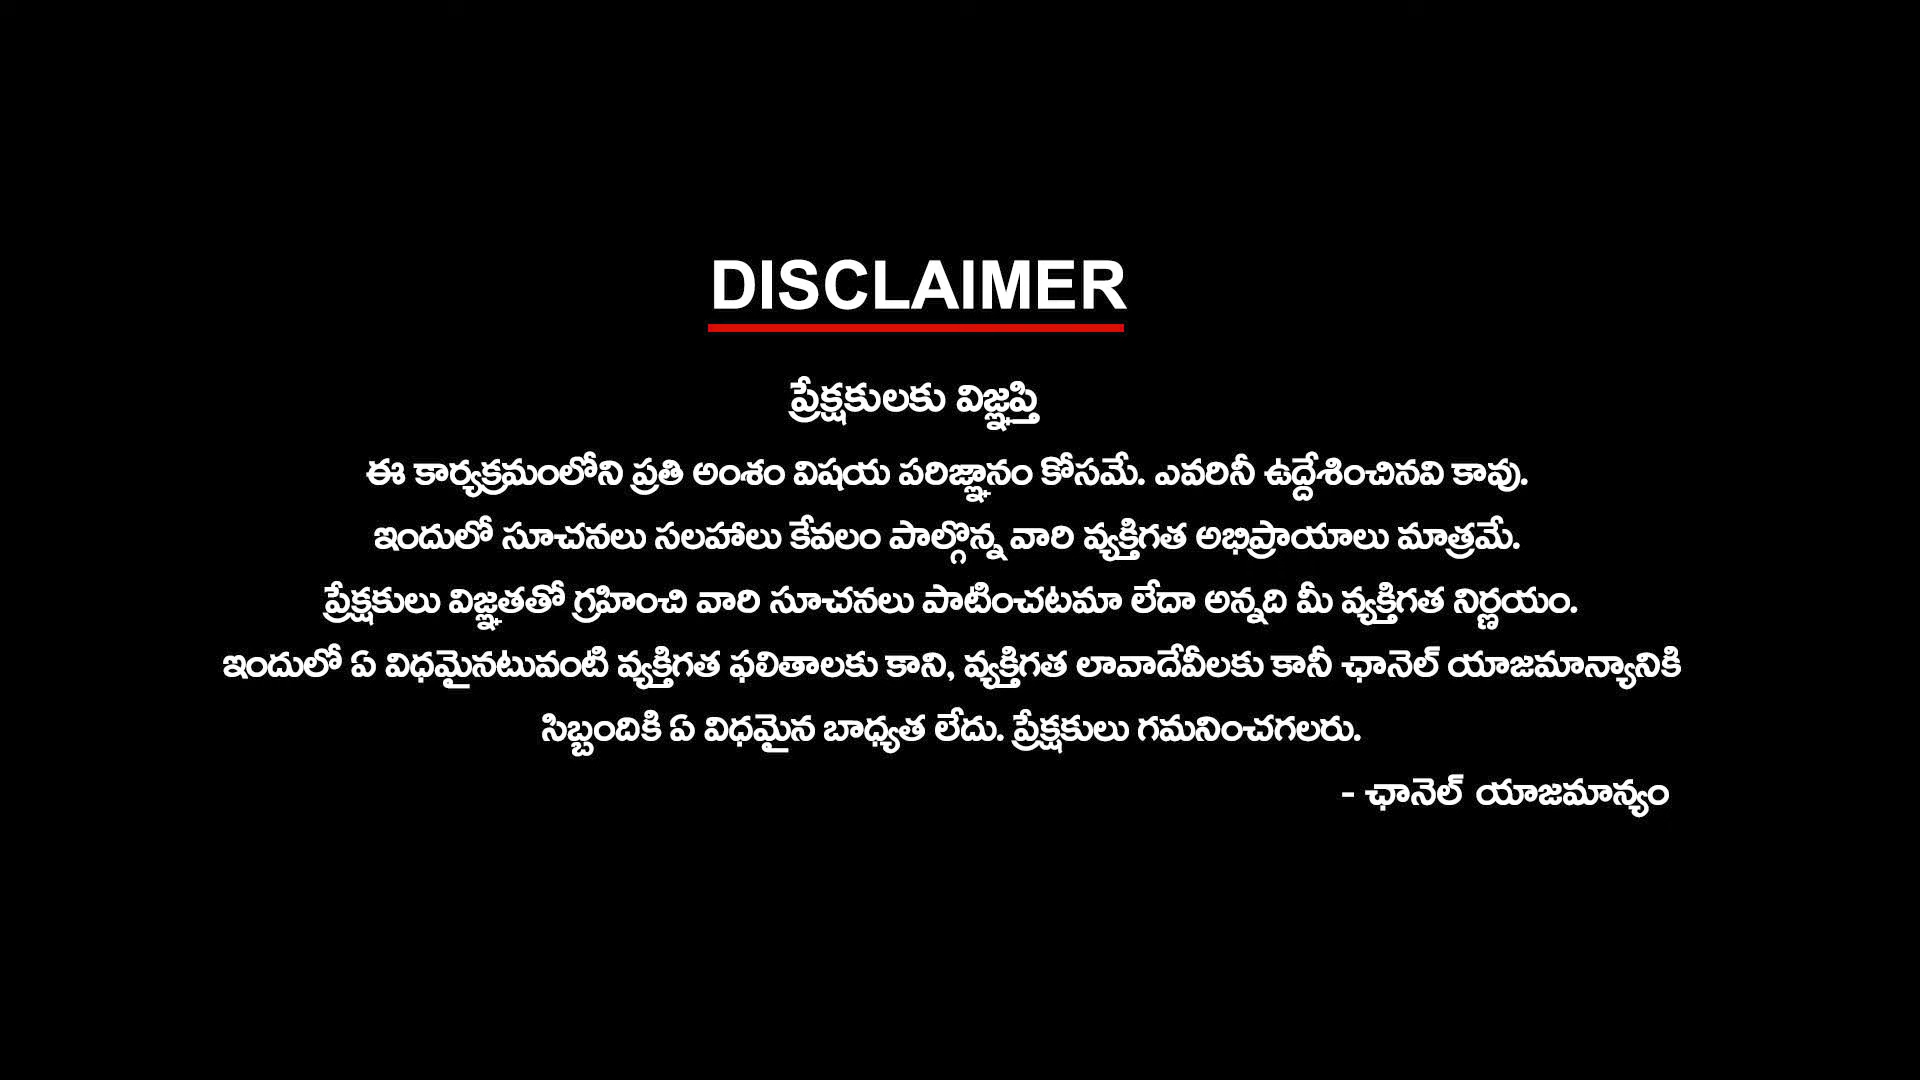 DISCLAIMER
ప్రేక్షకులకు విజ్ఞప్తి
ఈ కార్యక్రమంలోని ప్రతి అంశం విషయ పరిజ్ఞానం కోసమే. ఎవరినీ ఉద్దేశించినవి కావు.
ఇందులో సూచనలు సలహాలు కేవలం పాల్గొన్న వారి వ్యక్తిగత అభిప్రాయాలు మాత్రమే.
ప్రేక్షకులు విజ్ఞతతో గ్రహించి వారి సూచనలు పాటించటమా లేదా అన్నది మీ వ్యక్తిగత నిర్ణయం.
ఇందులో ఏ విధమైనటువంటి వ్యక్తిగత ఫలితాలకు కాని, వ్యక్తిగత లావాదేవీలకు కానీ ఛానెల్ యాజమాన్యానికి
సిబ్బందికి ఏ విధమైన బాధ్యత లేదు. ప్రేక్షకులు గమనించగలరు.
- ఛానెల్ యాజమాన్యం